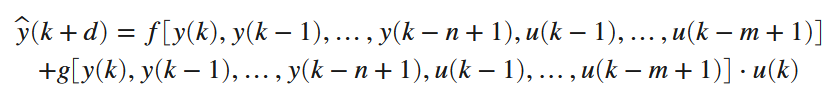 ŷ(k + d) = f[y(k), y(k − 1), … , y(k − n + 1), u(k − 1), … , u(k − m + 1)]
+g[y(k), y(k − 1), … , y(k − n + 1), u(k − 1), … , u(k − m + 1)] · u(k)